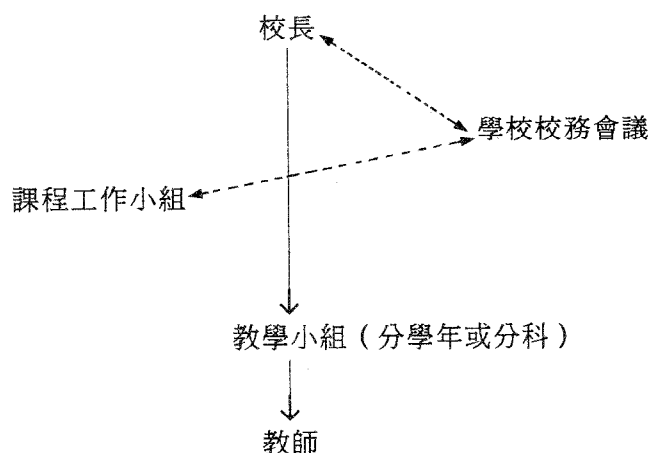 校長
學校校務會議
課程工作小組
教學小組（分學年或分科）
教師